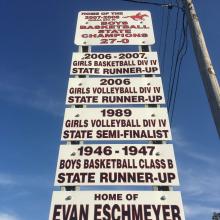 HOME OF THE
2007-2008
BOYS
BASKETBALL
STATE
CHAMPIONS
27-0
2006-2007
GIRLS BASKETBALL DIV IV
STATE RUNNER-UP
2006
GIRLS VOLLEYBALL DIV IV
STATE RUNNER-UP
1989
GIRLS VOLLEYBALL DIV IV
STATE SEMI-FINALIST
1946-1947
BOYS BASKETBALL CLASS B
STATE RUNNER-UP
HOME OF
EVAN ESCHMEYER